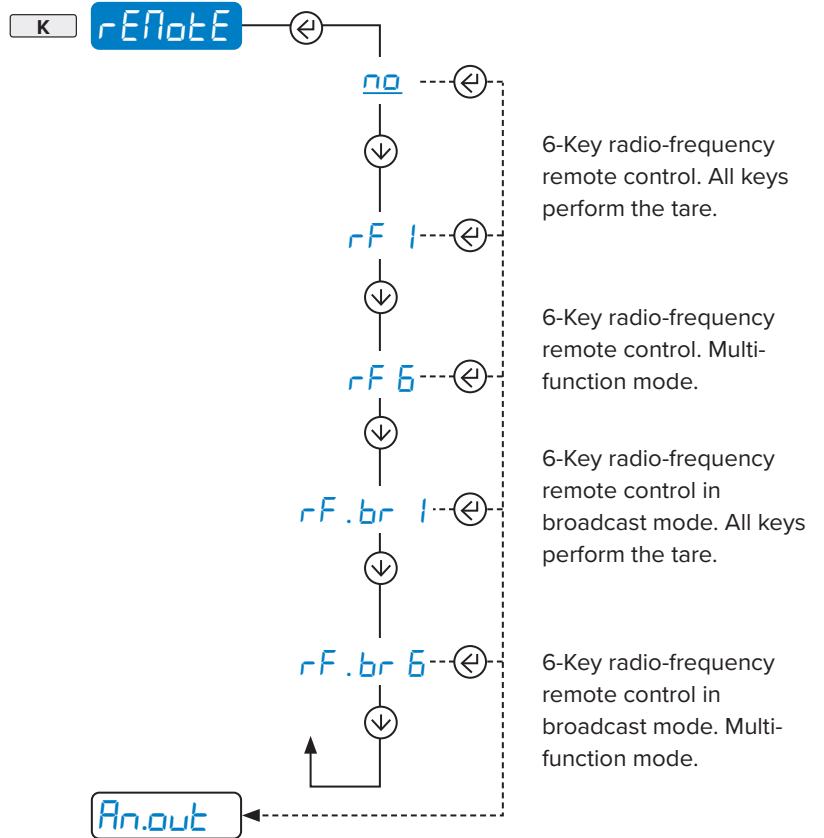 K
rEMotE
no
6-Key radio-frequency
remote control. All keys
perform the tare.
rF 1
6-Key radio-frequency
remote control. Multi-
function mode.
rF 6
6-Key radio-frequency
remote control in
broadcast mode. All keys
perform the tare.
rF.br 1
6-Key radio-frequency
remote control in
broadcast mode. Multi-
function mode.
rF.br 6
An.out